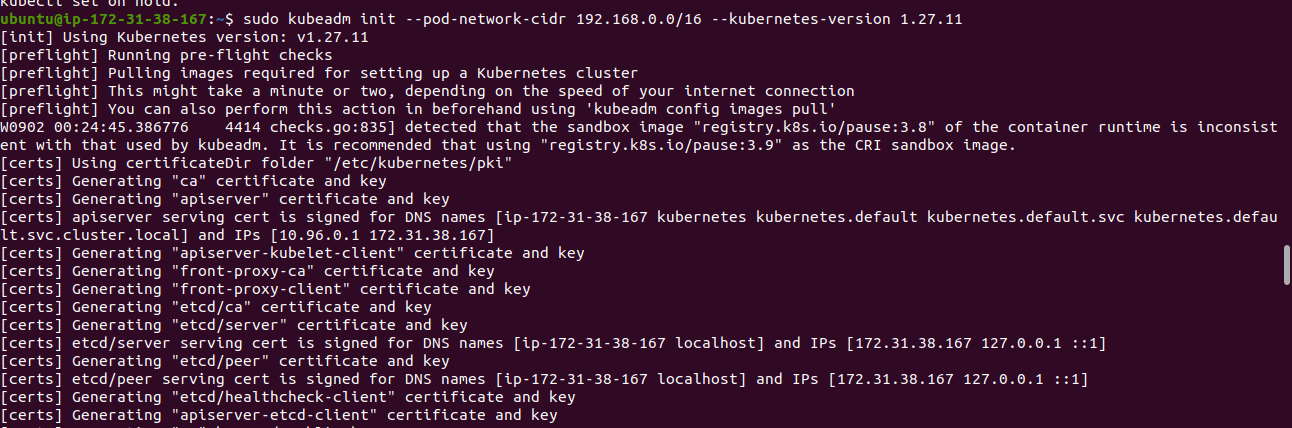 kubectl set on hold.
ubuntu@ip-172-31-38-167:~$ sudo kubeadm init --pod-network-cidr 192.168.0.0/16 --kubernetes-version 1.27.11
[init] Using Kubernetes version: v1.27.11
[preflight] Running pre-flight checks
[preflight] Pulling images required for setting up a Kubernetes cluster
[preflight] This might take a minute or two, depending on the speed of your internet connection
[preflight] You can also perform this action in beforehand using 'kubeadm config images pull'
W0902 00:24:45.386776    4414 checks.go:835] detected that the sandbox image "registry.k8s.io/pause:3.8" of the container runtime is inconsist
ent with that used by kubeadm. It is recommended that using "registry.k8s.io/pause:3.9" as the CRI sandbox image.
[certs] Using certificateDir folder "/etc/kubernetes/pki"
[certs] Generating "ca" certificate and key
[certs] Generating "apiserver" certificate and key
[certs] apiserver serving cert is signed for DNS names [ip-172-31-38-167 kubernetes kubernetes.default kubernetes.default.svc kubernetes.defau
lt.svc.cluster.local] and IPs [10.96.0.1 172.31.38.167]
[certs] Generating "apiserver-kubelet-client" certificate and key
[certs] Generating "front-proxy-ca" certificate and key
[certs] Generating "front-proxy-client" certificate and key
[certs] Generating "etcd/ca" certificate and key
[certs] Generating "etcd/server" certificate and key
[certs] etcd/server serving cert is signed for DNS names [ip-172-31-38-167 localhost] and IPs [172.31.38.167 127.0.0.1 ::1]
[certs] Generating "etcd/peer" certificate and key
[certs] etcd/peer serving cert is signed for DNS names [ip-172-31-38-167 localhost] and IPs [172.31.38.167 127.0.0.1 ::1]
[certs] Generating "etcd/healthcheck-client" certificate and key
[certs] Generating "apiserver-etcd-client" certificate and key